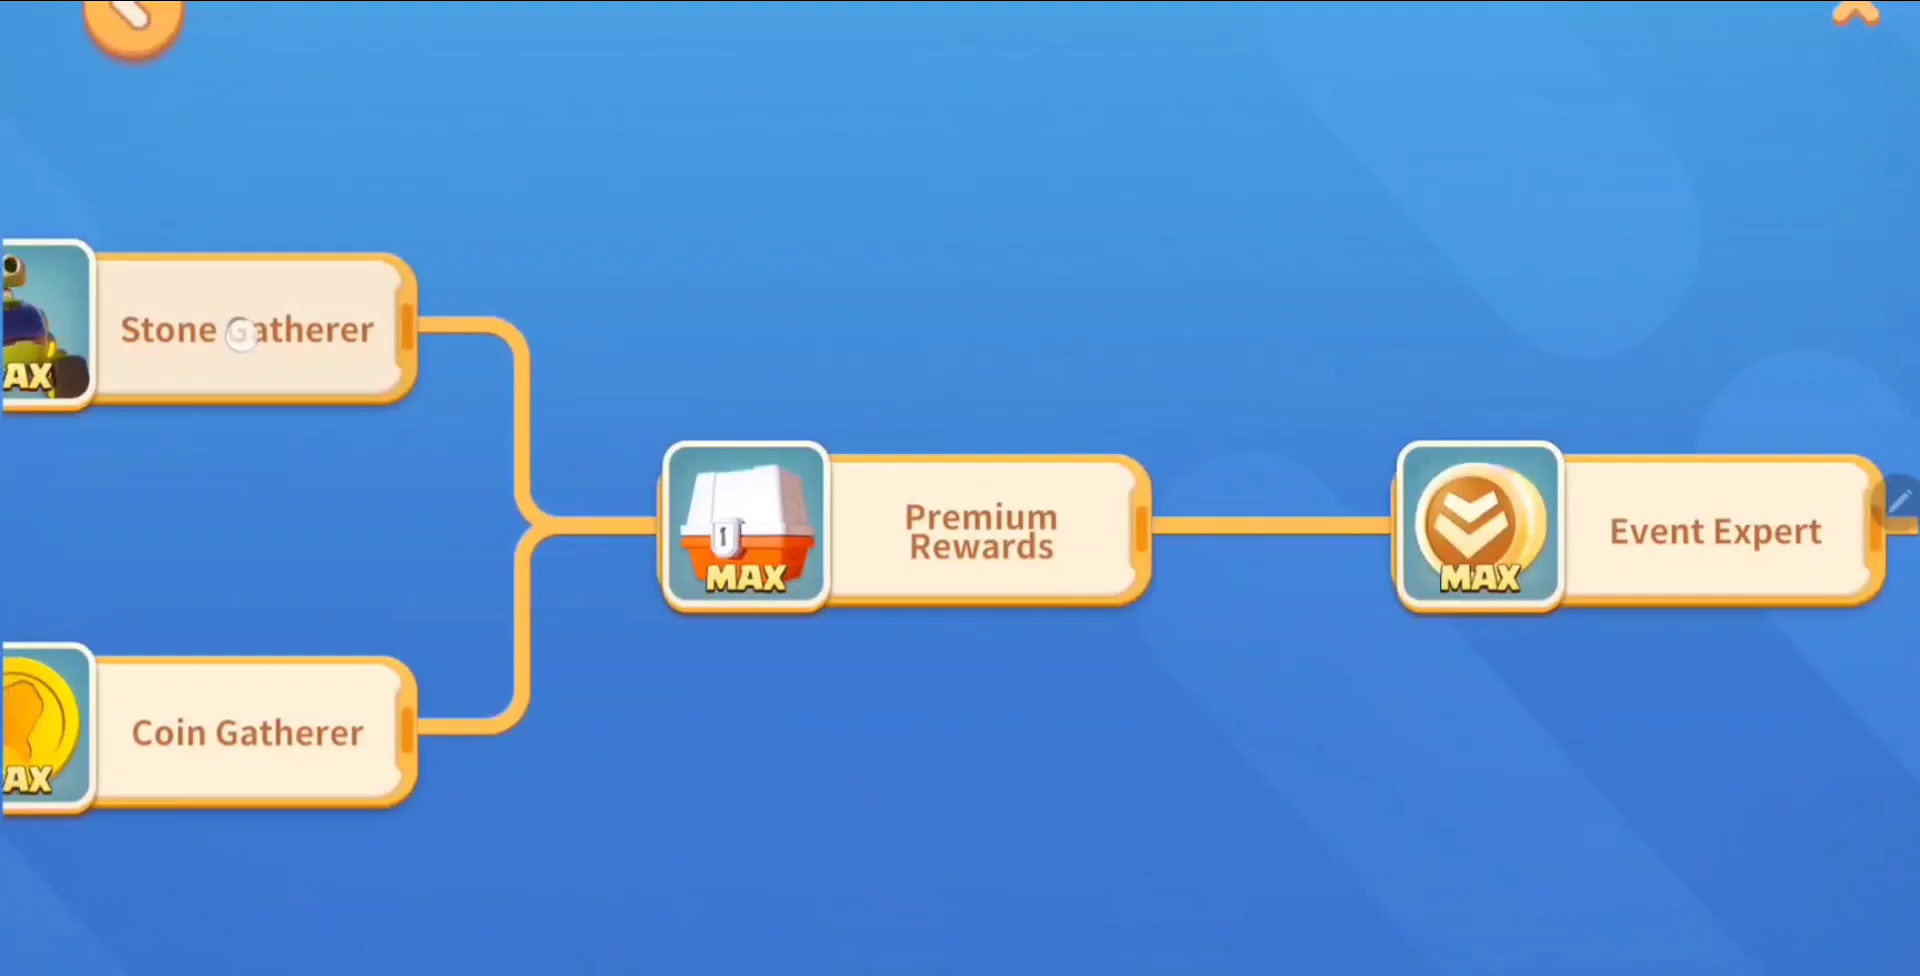 Stone Gatherer
AX
Premium
Rewards
MAX
Event Expert
MAX
Coin Gatherer
AX